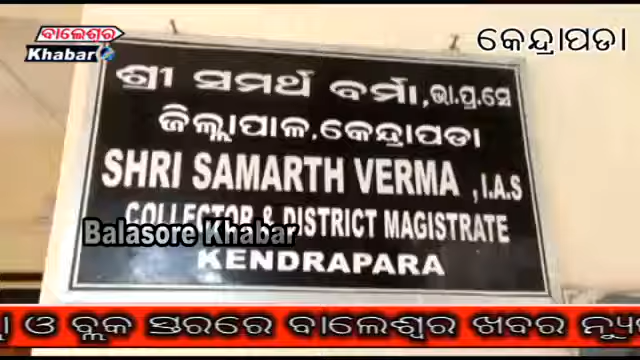 ବାଲେଶ୍ୱର
Khabar
କେନ୍ଦ୍ରାପଡା
ଶ୍ରୀ ସମର୍ଥ ବର୍ମା,ଭା.ପ୍ର.ସେ
ଜିଲ୍ଲାପାଳ,କେନ୍ଦ୍ରାପଡା
SHRI SAMARTH VERMA , I.A.S
COLLECTOR & DISTRICT MAGISTRATE
Balasore Khabar
KENDRAPARA
ଓ ବ୍ଲକ ସ୍ତରରେ ବାଲେଶ୍ୱର ଖବର